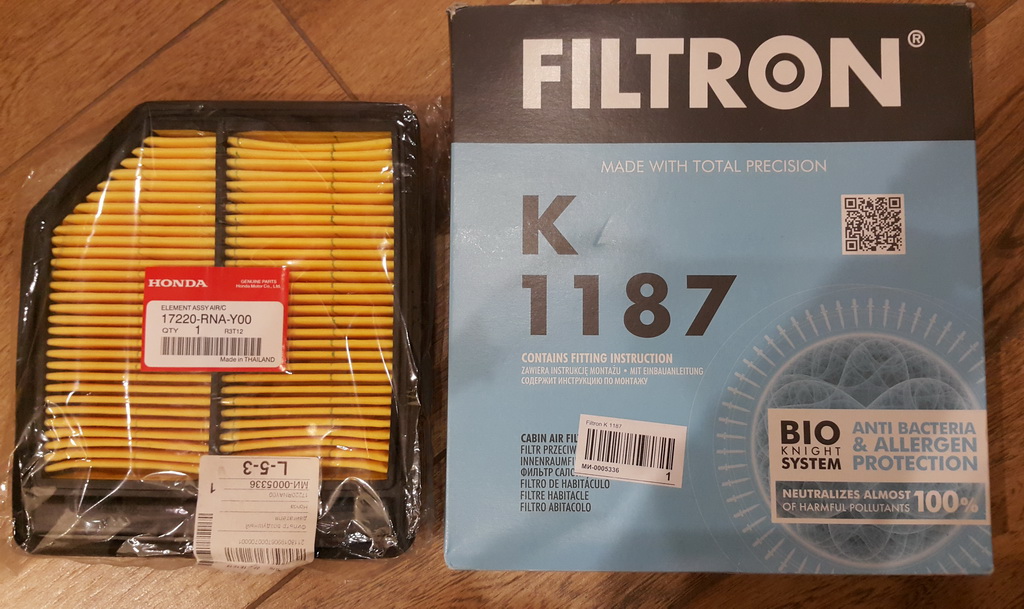 HONDA
GENUINE PARTS
Honda Motor Co., Ltd.
ELEMENT ASSY AIR/C
17220-RNA-Y00
QTY 1 R3T12
Made in THAILAND
L-5-3
МИ-0005336
1
FILTRON®
MADE WITH TOTAL PRECISION
K
1187
CONTAINS FITTING INSTRUCTION
ZAWIERA INSTRUKCJĘ MONTAŻU • MIT EINBAUANLEITUNG
СОДЕРЖИТ ИНСТРУКЦИЮ ПО МОНТАЖУ
CABIN AIR FIL
FILTR PRZECIW
INNENRAUMFI
ФИЛЬТР САЛО
FILTRO DE HABITÁCULO
FILTRE HABITACLE
FILTRO ABITACOLO
Filtron K 1187
МИ-0005336
1
BIO
KNIGHT
SYSTEM
ANTI BACTERIA
& ALLERGEN
PROTECTION
NEUTRALIZES ALMOST
OF HARMFUL POLLUTANTS 100%